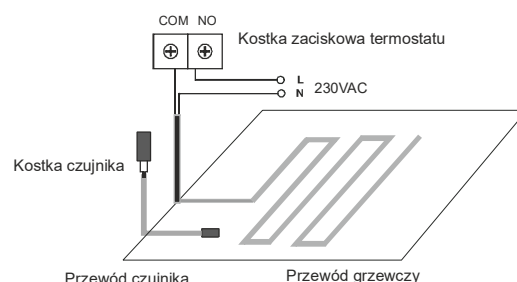 COM NO
Kostka zaciskowa termostatu
L
N 230VAC
Kostka czujnika
Przewód czujnika
Przewód grzewczy